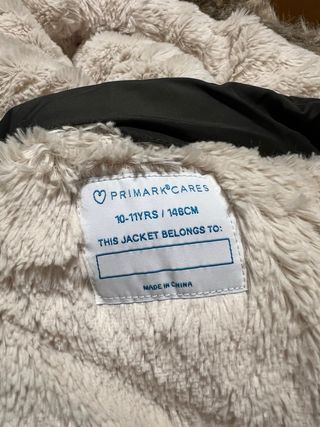 PRIMARK® CARES
10-11YRS / 146CM
THIS JACKET BELONGS TO:
MADE IN CHINA